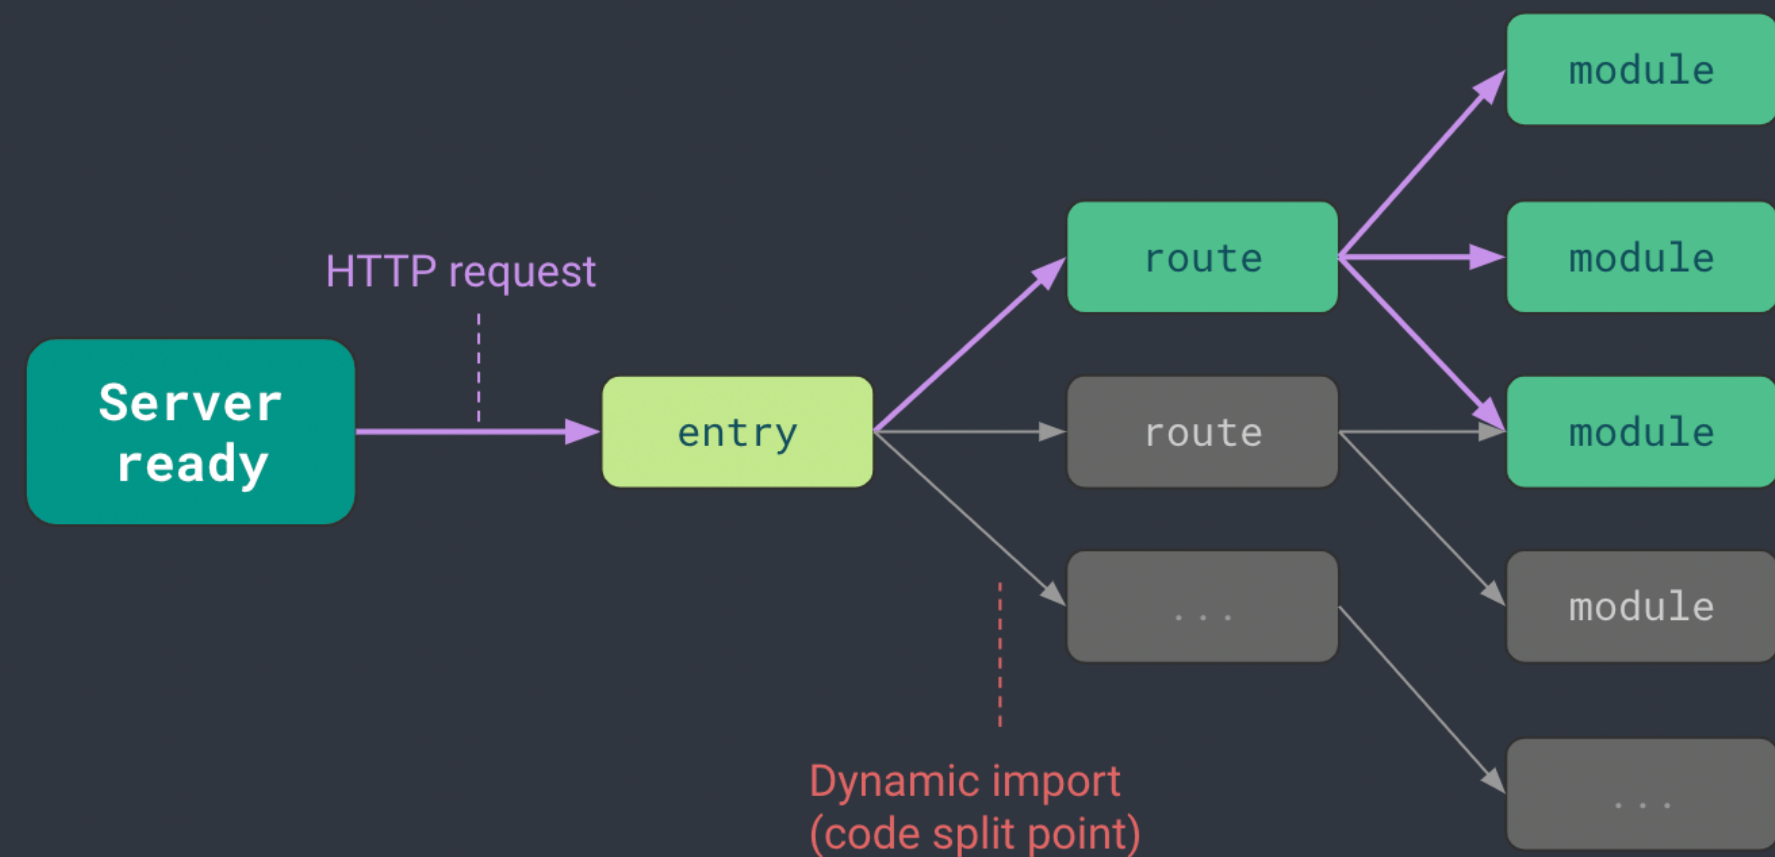 module
route
module
HTTP request
Server
ready
entry
route
module
...
module
Dynamic import
(code split point)
...